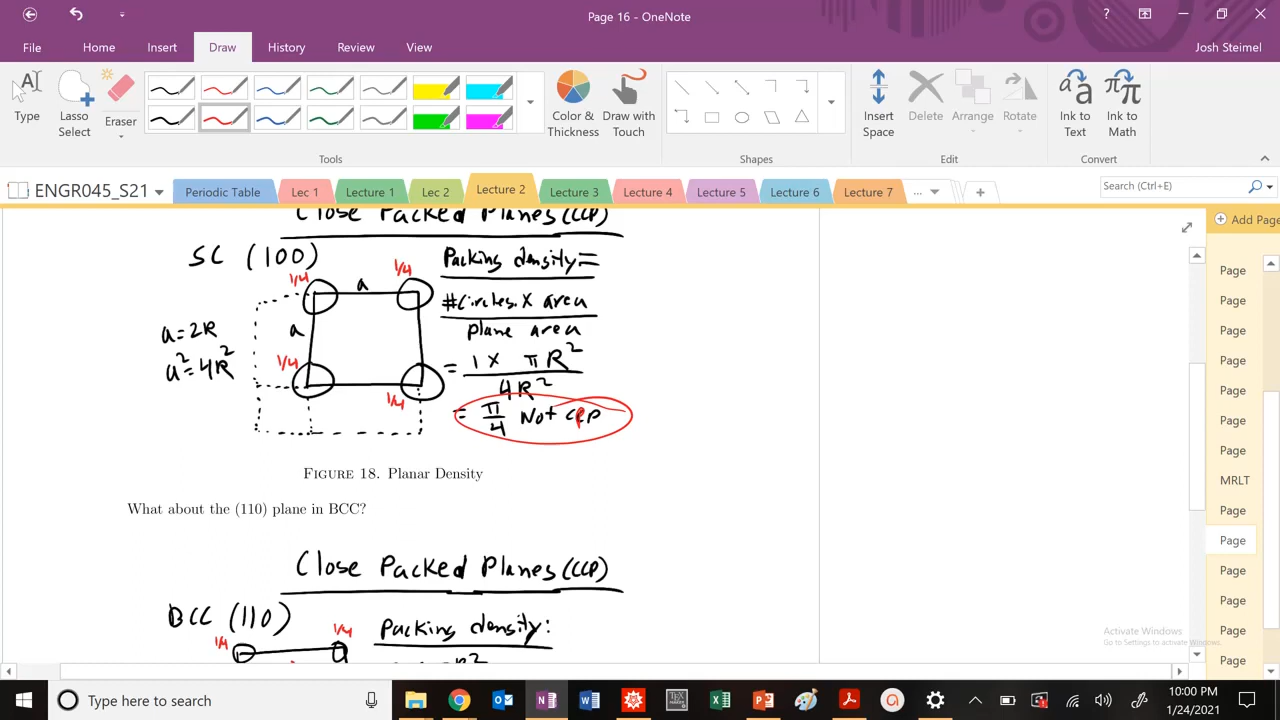 Page 16 - OneNote
?
Josh Steimel
File Home Insert Draw History Review View
Type
Lasso Select
Eraser
Color & Thickness
Draw with Touch
Insert Space
Delete
Arrange
Rotate
Ink to Text
Ink to Math
Tools
Shapes
Edit
Convert
ENGR045_S21
Periodic Table
Lec 1
Lecture 1
Lec 2
Lecture 2
Lecture 3
Lecture 4
Lecture 5
Lecture 6
Lecture 7
...
Search (Ctrl+E)
Add Page
Close Packed Planes (CCP)
SC (100)
1/4
1/4
a
a
1/4
1/4
a=2R
a²=4R²
Packing density=
#Circles X area
plane area
= 1 X πR²
4R²
= π/4 Not CCP
FIGURE 18. Planar Density
What about the (110) plane in BCC?
Close Packed Planes (CCP)
BCC (110)
1/4
1/4
Packing density:
Page
Page
Page
Page
Page
Page
Page
MRLT
Page
Page
Page
Page
Page
Page
Activate Windows
Go to Settings to activate Windows.
Type here to search
10:00 PM
1/24/2021